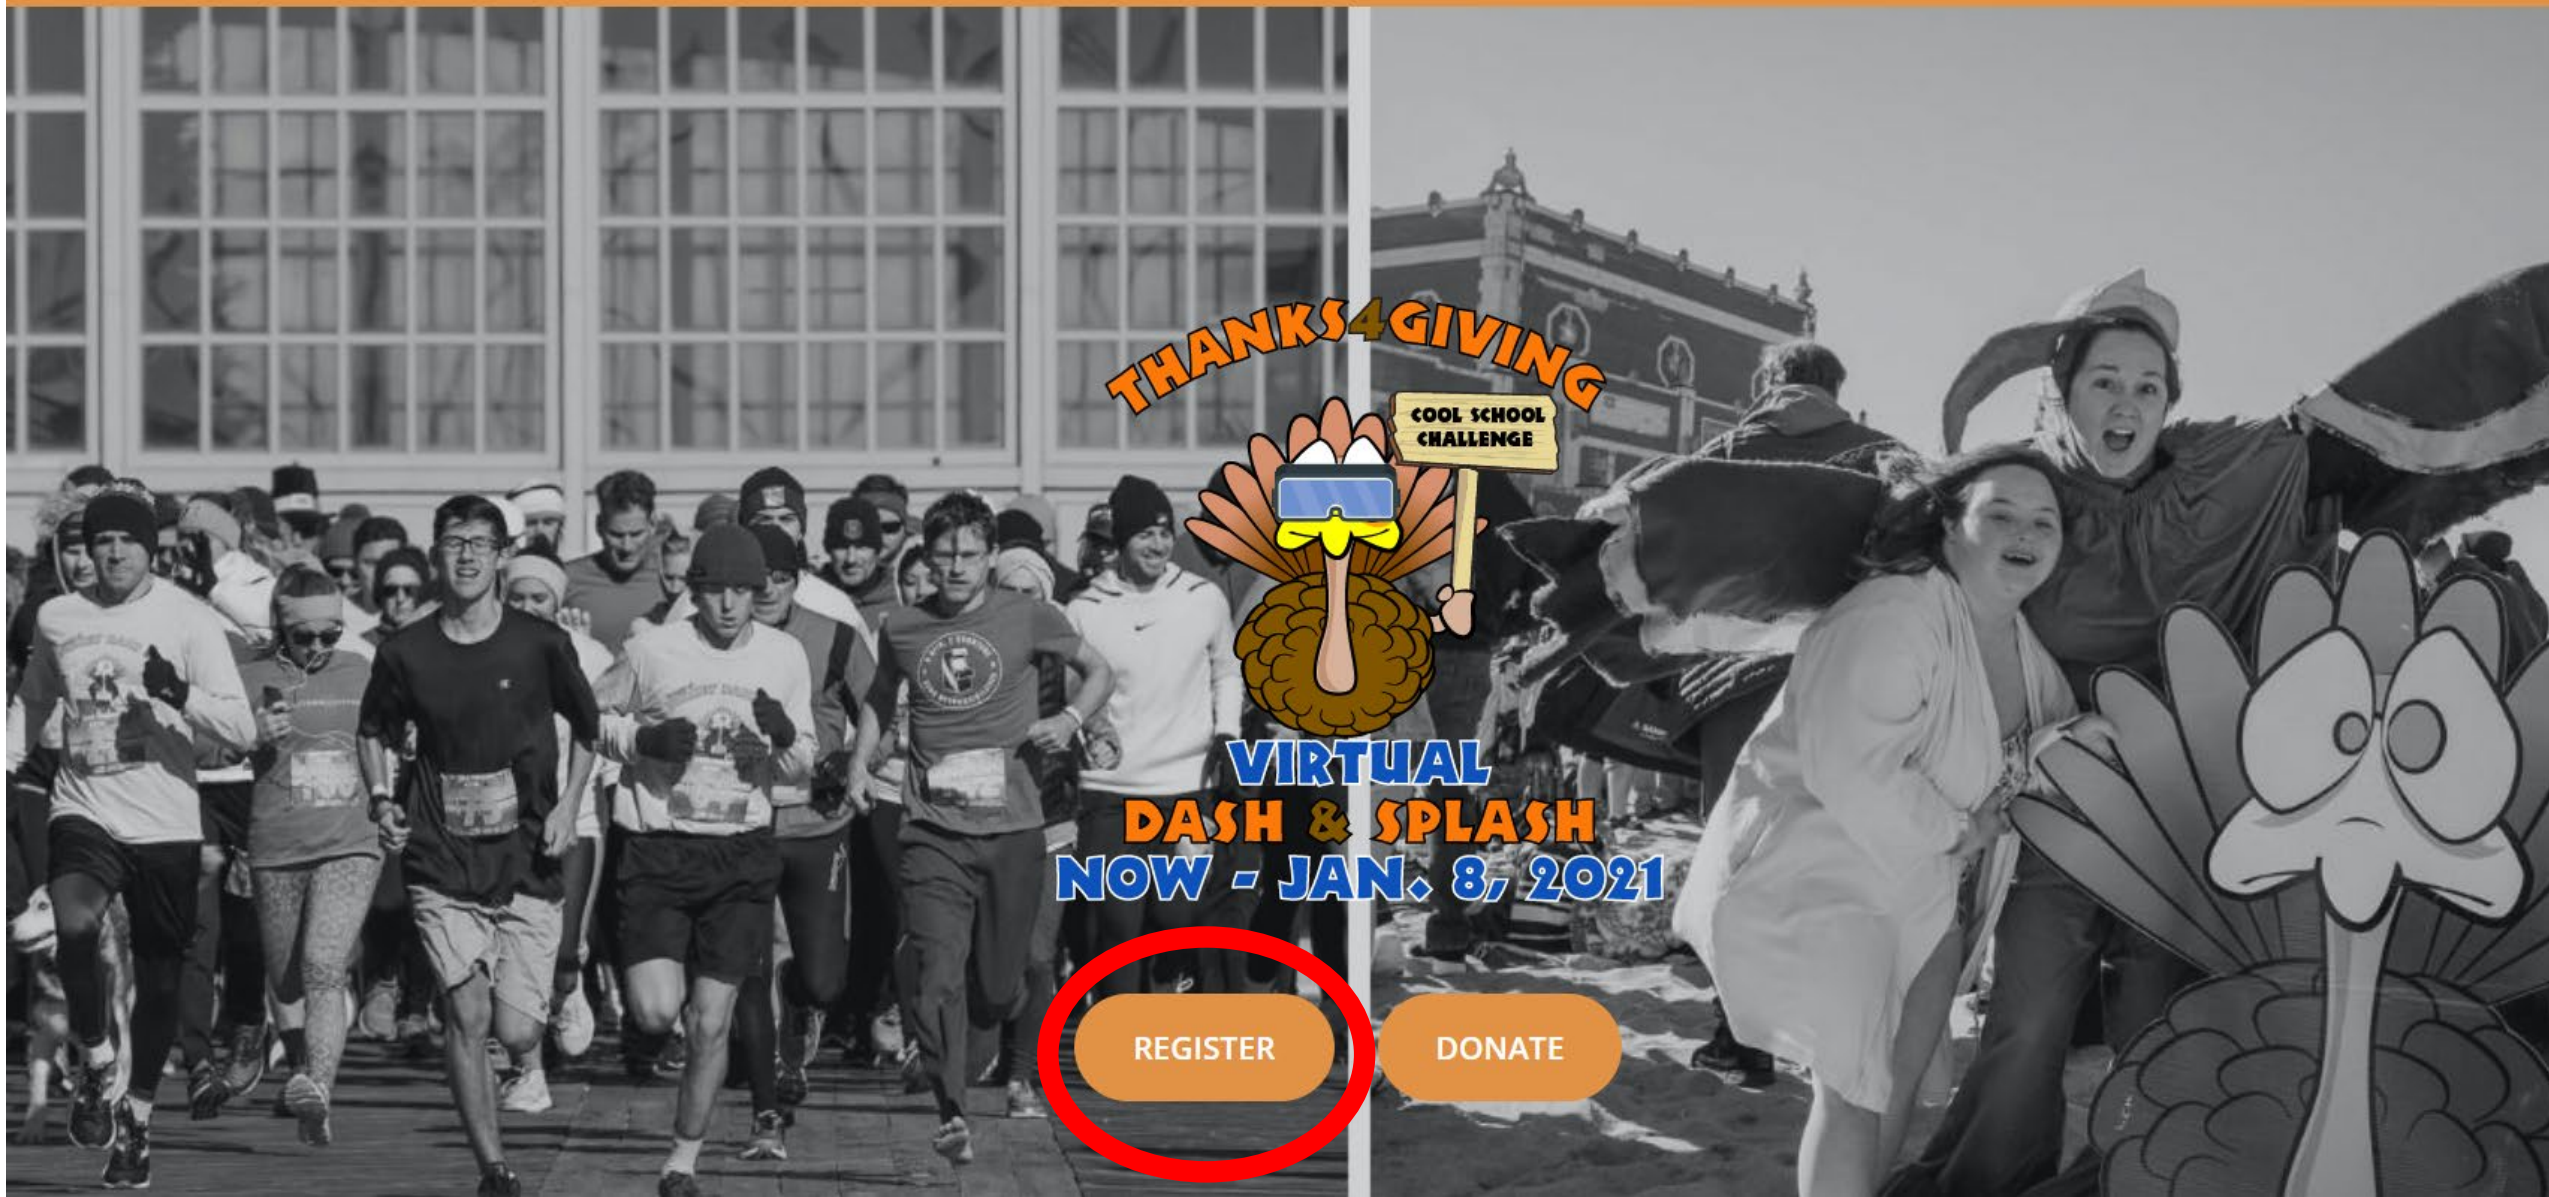 THANKS4GIVING
COOL SCHOOL
CHALLENGE
VIRTUAL
DASH & SPLASH
NOW - JAN. 8, 2021
REGISTER
DONATE